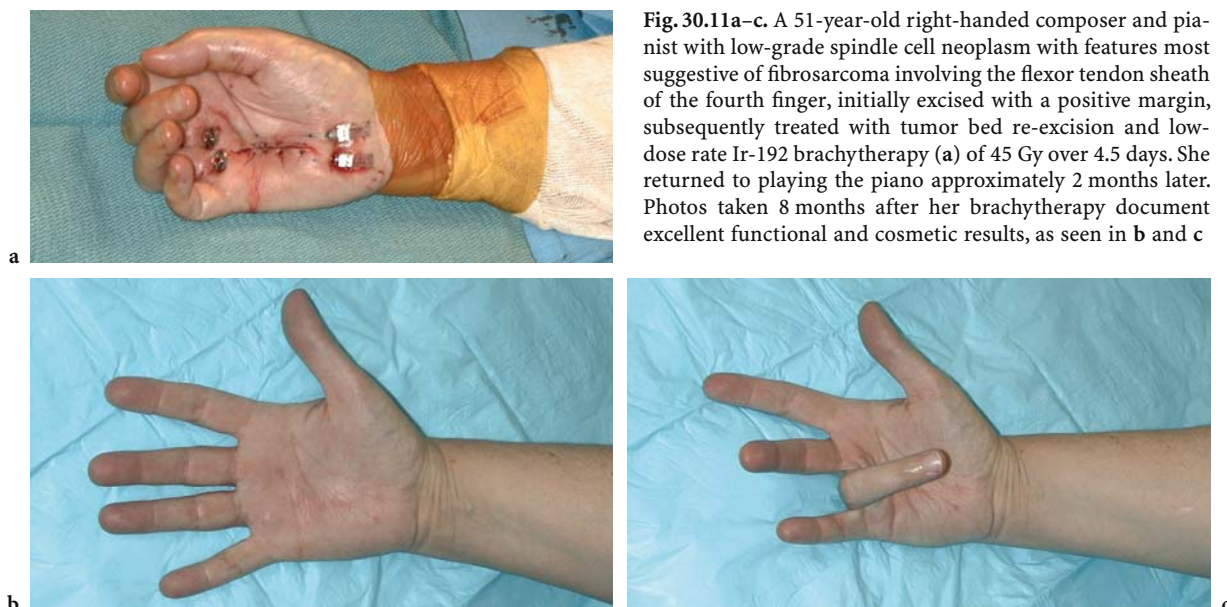 Fig. 30.11a–c. A 51-year-old right-handed composer and pia-
nist with low-grade spindle cell neoplasm with features most
suggestive of fibrosarcoma involving the flexor tendon sheath
of the fourth finger, initially excised with a positive margin,
subsequently treated with tumor bed re-excision and low-
dose rate Ir-192 brachytherapy (a) of 45 Gy over 4.5 days. She
returned to playing the piano approximately 2 months later.
Photos taken 8 months after her brachytherapy document
excellent functional and cosmetic results, as seen in b and c
a
b
c